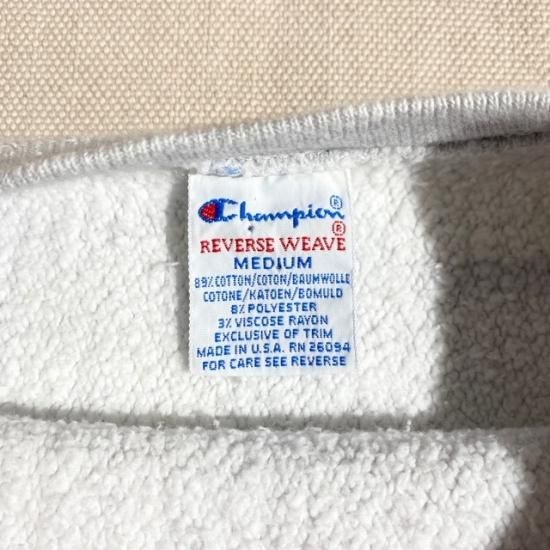 Champion®
REVERSE WEAVE®
MEDIUM
89% COTTON/COTON/BAUMWOLLE
COTONE/KATOEN/BOMULD
8% POLYESTER
3% VISCOSE RAYON
EXCLUSIVE OF TRIM
MADE IN U.S.A. RN 26094
FOR CARE SEE REVERSE